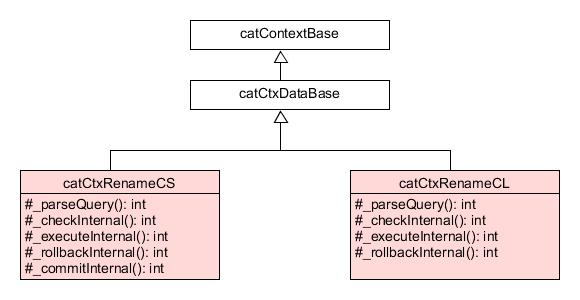 catContextBase
catCtxDataBase
catCtxRenameCS
#_parseQuery(): int
#_checkInternal(): int
#_executeInternal(): int
#_rollbackInternal(): int
#_commitInternal(): int
catCtxRenameCL
#_parseQuery(): int
#_checkInternal(): int
#_executeInternal(): int
#_rollbackInternal(): int